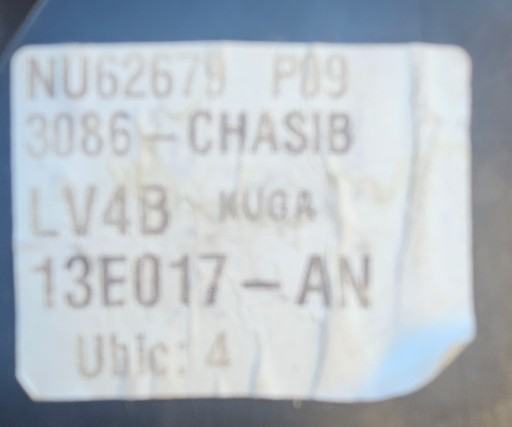 NU62679 P09
3086-CHASIB
LV4B KUGA
13E017-AN
Ubic: 4